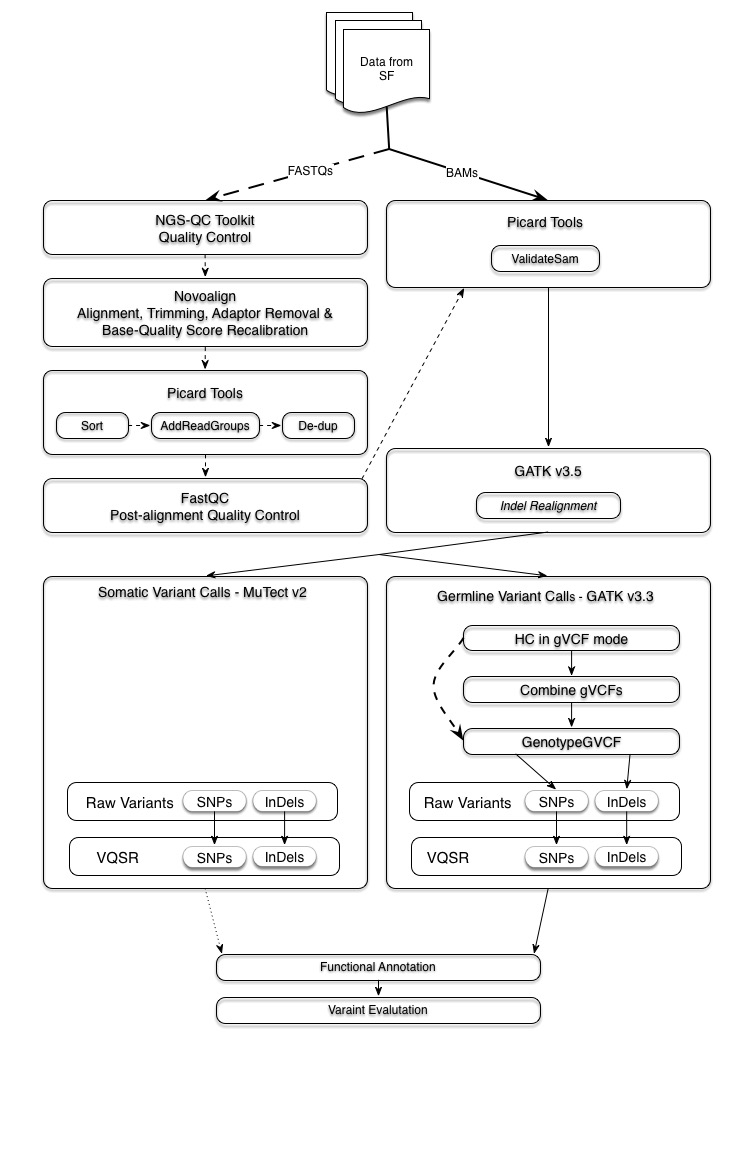 Data from
SF
FASTQs
BAMs
NGS-QC Toolkit
Quality Control
Picard Tools
ValidateSam
Novoalign
Alignment, Trimming, Adaptor Removal &
Base-Quality Score Recalibration
Picard Tools
Sort
AddReadGroups
De-dup
FastQC
Post-alignment Quality Control
GATK v3.5
Indel Realignment
Somatic Variant Calls - MuTect v2
Raw Variants
SNPs
InDels
VQSR
SNPs
InDels
Germline Variant Calls - GATK v3.3
HC in gVCF mode
Combine gVCFs
GenotypeGVCF
Raw Variants
SNPs
InDels
VQSR
SNPs
InDels
Functional Annotation
Varaint Evalutation